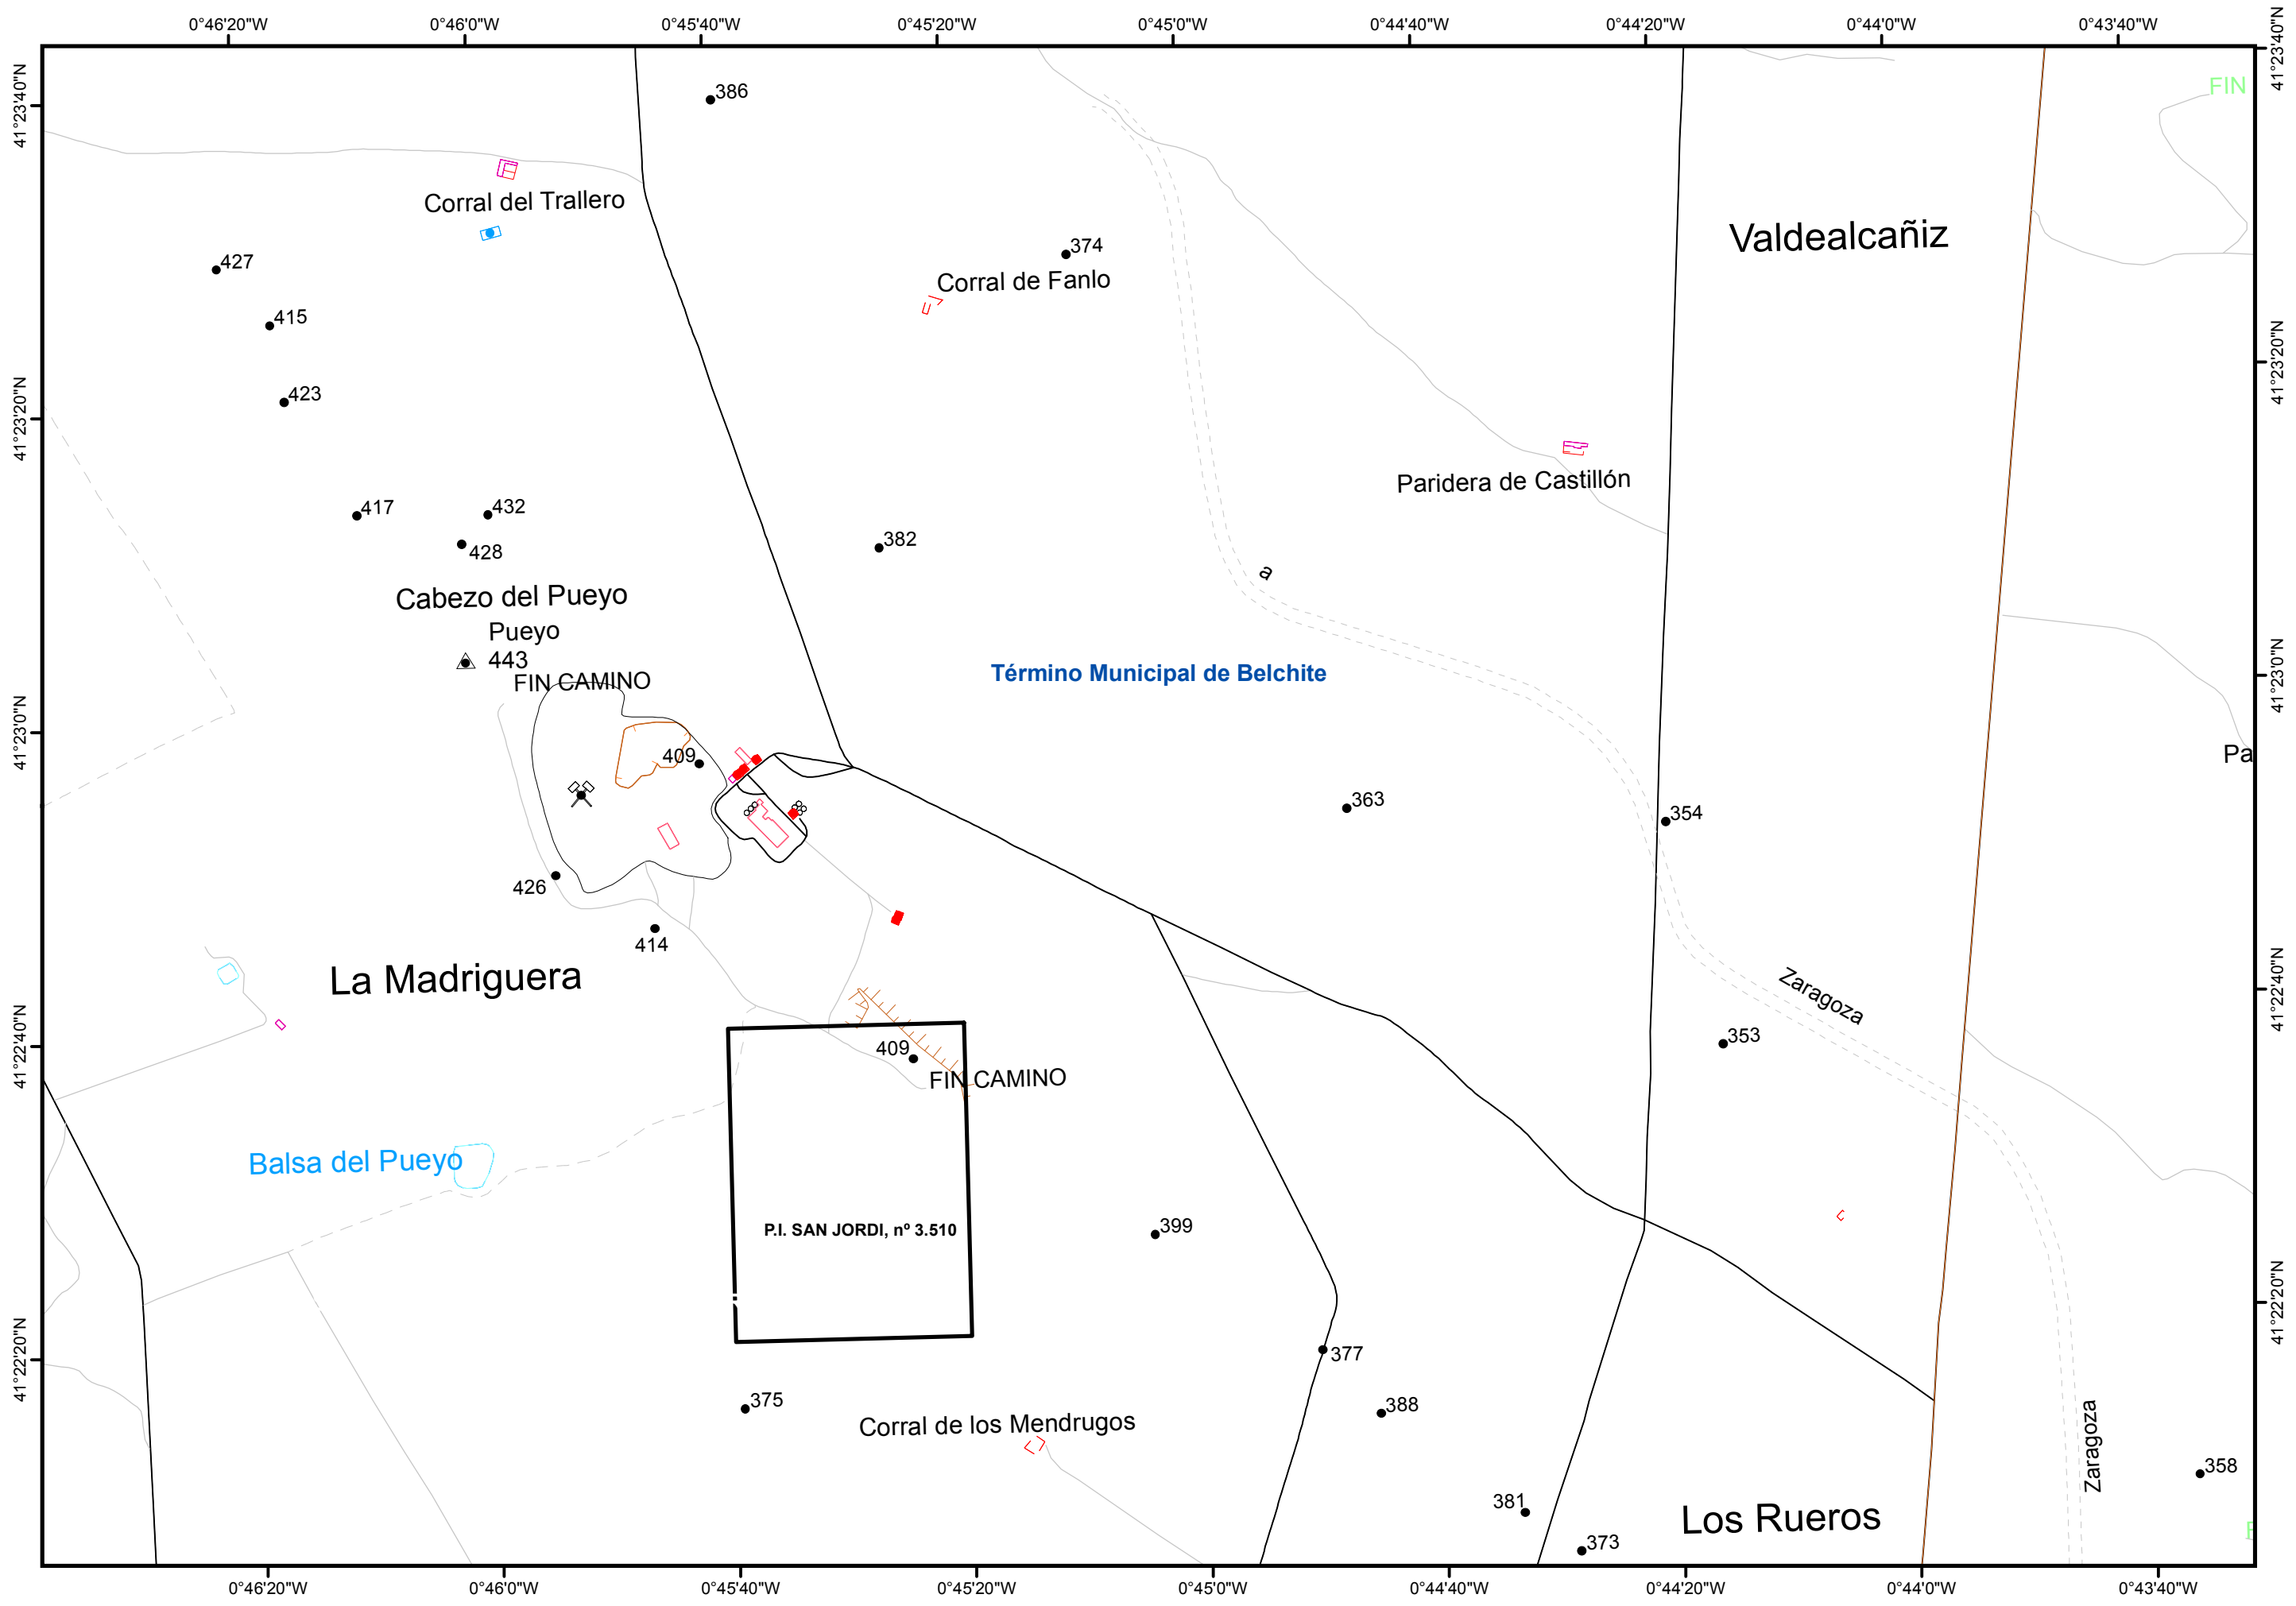 0°46'20"W 0°46'0"W 0°45'40"W 0°45'20"W 0°45'0"W 0°44'40"W 0°44'20"W 0°44'0"W 0°43'40"W
41°23'40"N
41°23'40"N
FIN
386
Corral del Trallero
Valdealcañiz
374
427
Corral de Fanlo
415
41°23'20"N
423
41°23'20"N
Paridera de Castillón
417
432
428
382
a
Cabezo del Pueyo
Pueyo
443
FIN CAMINO
Término Municipal de Belchite
41°23'0"N
41°23'0"N
409
Pa
363
354
426
414
La Madriguera
Zaragoza
41°22'40"N
41°22'40"N
353
409
FIN CAMINO
Balsa del Pueyo
P.I. SAN JORDI, nº 3.510
399
41°22'20"N
41°22'20"N
377
375
388
Corral de los Mendrugos
Zaragoza
358
381
Los Rueros
373
0°46'20"W 0°46'0"W 0°45'40"W 0°45'20"W 0°45'0"W 0°44'40"W 0°44'20"W 0°44'0"W 0°43'40"W